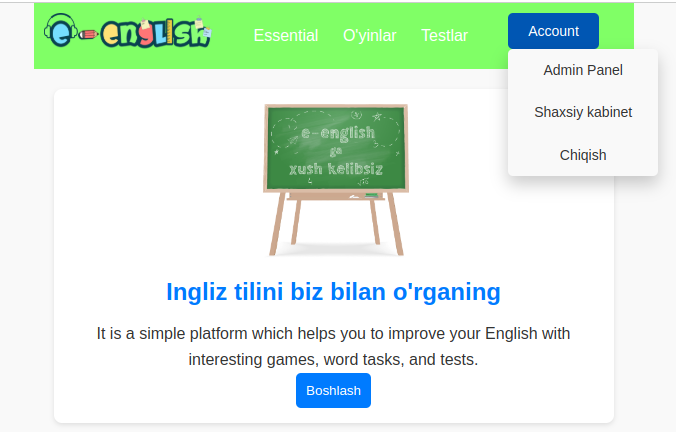 e-english
Essential
O'yinlar
Testlar
Account
Admin Panel
Shaxsiy kabinet
Chiqish
e-english
ga
xush kelibsiz
Ingliz tilini biz bilan o'rganing
It is a simple platform which helps you to improve your English with
interesting games, word tasks, and tests.
Boshlash